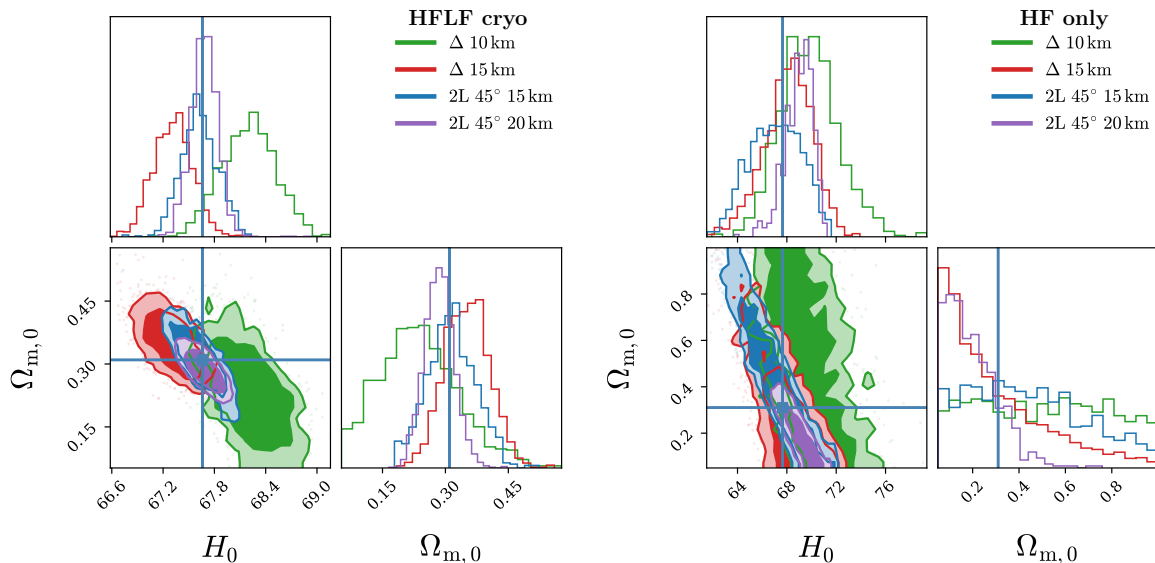 HFLF cryo
Δ 10 km
Δ 15 km
2L 45° 15 km
2L 45° 20 km
0.45
0.30
0.15
Ω_{m,0}
66.6 67.2 67.8 68.4 69.0
H_0
0.15 0.30 0.45
Ω_{m,0}
HF only
Δ 10 km
Δ 15 km
2L 45° 15 km
2L 45° 20 km
0.8
0.6
0.4
0.2
Ω_{m,0}
64 68 72 76
H_0
0.2 0.4 0.6 0.8
Ω_{m,0}